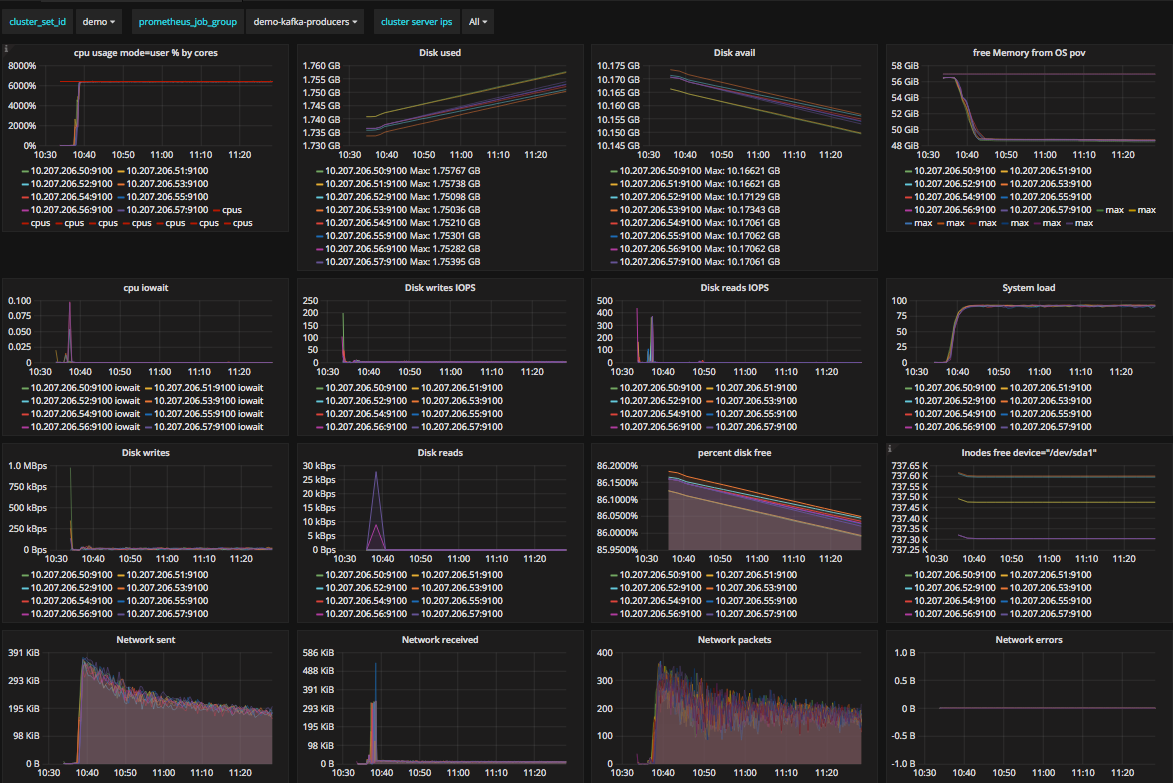 cluster_set_id demo prometheus_job_group demo-kafka-producers cluster server ips All
i
cpu usage mode=user % by cores
8000%
6000%
4000%
2000%
0%
10:30 10:40 10:50 11:00 11:10 11:20
10.207.206.50:9100 10.207.206.51:9100
10.207.206.52:9100 10.207.206.53:9100
10.207.206.54:9100 10.207.206.55:9100
10.207.206.56:9100 10.207.206.57:9100 cpus
cpus cpus cpus cpus cpus cpus cpus
Disk used
1.760 GB
1.755 GB
1.750 GB
1.745 GB
1.740 GB
1.735 GB
1.730 GB
10:30 10:40 10:50 11:00 11:10 11:20
10.207.206.50:9100 Max: 1.75767 GB
10.207.206.51:9100 Max: 1.75738 GB
10.207.206.52:9100 Max: 1.75098 GB
10.207.206.53:9100 Max: 1.75036 GB
10.207.206.54:9100 Max: 1.75210 GB
10.207.206.55:9100 Max: 1.75301 GB
10.207.206.56:9100 Max: 1.75282 GB
10.207.206.57:9100 Max: 1.75395 GB
Disk avail
10.175 GB
10.170 GB
10.165 GB
10.160 GB
10.155 GB
10.150 GB
10.145 GB
10:30 10:40 10:50 11:00 11:10 11:20
10.207.206.50:9100 Max: 10.16621 GB
10.207.206.51:9100 Max: 10.16621 GB
10.207.206.52:9100 Max: 10.17129 GB
10.207.206.53:9100 Max: 10.17343 GB
10.207.206.54:9100 Max: 10.17061 GB
10.207.206.55:9100 Max: 10.17062 GB
10.207.206.56:9100 Max: 10.17062 GB
10.207.206.57:9100 Max: 10.17061 GB
free Memory from OS pov
58 GiB
56 GiB
54 GiB
52 GiB
50 GiB
48 GiB
10:30 10:40 10:50 11:00 11:10 11:20
10.207.206.50:9100 10.207.206.51:9100
10.207.206.52:9100 10.207.206.53:9100
10.207.206.54:9100 10.207.206.55:9100
10.207.206.56:9100 10.207.206.57:9100 max max
max max max max max max
cpu iowait
0.100
0.075
0.050
0.025
0
10:30 10:40 10:50 11:00 11:10 11:20
10.207.206.50:9100 iowait 10.207.206.51:9100 iowait
10.207.206.52:9100 iowait 10.207.206.53:9100 iowait
10.207.206.54:9100 iowait 10.207.206.55:9100 iowait
10.207.206.56:9100 iowait 10.207.206.57:9100 iowait
Disk writes IOPS
250
200
150
100
50
0
10:30 10:40 10:50 11:00 11:10 11:20
10.207.206.50:9100 10.207.206.51:9100
10.207.206.52:9100 10.207.206.53:9100
10.207.206.54:9100 10.207.206.55:9100
10.207.206.56:9100 10.207.206.57:9100
Disk reads IOPS
500
400
300
200
100
0
10:30 10:40 10:50 11:00 11:10 11:20
10.207.206.50:9100 10.207.206.51:9100
10.207.206.52:9100 10.207.206.53:9100
10.207.206.54:9100 10.207.206.55:9100
10.207.206.56:9100 10.207.206.57:9100
System load
100
75
50
25
0
10:30 10:40 10:50 11:00 11:10 11:20
10.207.206.50:9100 10.207.206.51:9100
10.207.206.52:9100 10.207.206.53:9100
10.207.206.54:9100 10.207.206.55:9100
10.207.206.56:9100 10.207.206.57:9100
Disk writes
1.0 MBps
750 kBps
500 kBps
250 kBps
0 Bps
10:30 10:40 10:50 11:00 11:10 11:20
10.207.206.50:9100 10.207.206.51:9100
10.207.206.52:9100 10.207.206.53:9100
10.207.206.54:9100 10.207.206.55:9100
10.207.206.56:9100 10.207.206.57:9100
Disk reads
30 kBps
25 kBps
20 kBps
15 kBps
10 kBps
5 kBps
0 Bps
10:30 10:40 10:50 11:00 11:10 11:20
10.207.206.50:9100 10.207.206.51:9100
10.207.206.52:9100 10.207.206.53:9100
10.207.206.54:9100 10.207.206.55:9100
10.207.206.56:9100 10.207.206.57:9100
percent disk free
86.2000%
86.1500%
86.1000%
86.0500%
86.0000%
85.9500%
10:30 10:40 10:50 11:00 11:10 11:20
10.207.206.50:9100 10.207.206.51:9100
10.207.206.52:9100 10.207.206.53:9100
10.207.206.54:9100 10.207.206.55:9100
10.207.206.56:9100 10.207.206.57:9100
i
Inodes free device="/dev/sda1"
737.65 K
737.60 K
737.55 K
737.50 K
737.45 K
737.40 K
737.35 K
737.30 K
737.25 K
10:30 10:40 10:50 11:00 11:10 11:20
10.207.206.50:9100 10.207.206.51:9100
10.207.206.52:9100 10.207.206.53:9100
10.207.206.54:9100 10.207.206.55:9100
10.207.206.56:9100 10.207.206.57:9100
Network sent
391 KiB
293 KiB
195 KiB
98 KiB
0 B
10:30 10:40 10:50 11:00 11:10 11:20
Network received
586 KiB
488 KiB
391 KiB
293 KiB
195 KiB
98 KiB
0 B
10:30 10:40 10:50 11:00 11:10 11:20
Network packets
400
300
200
100
0
10:30 10:40 10:50 11:00 11:10 11:20
Network errors
1.0 B
0.5 B
0 B
-0.5 B
-1.0 B
10:30 10:40 10:50 11:00 11:10 11:20